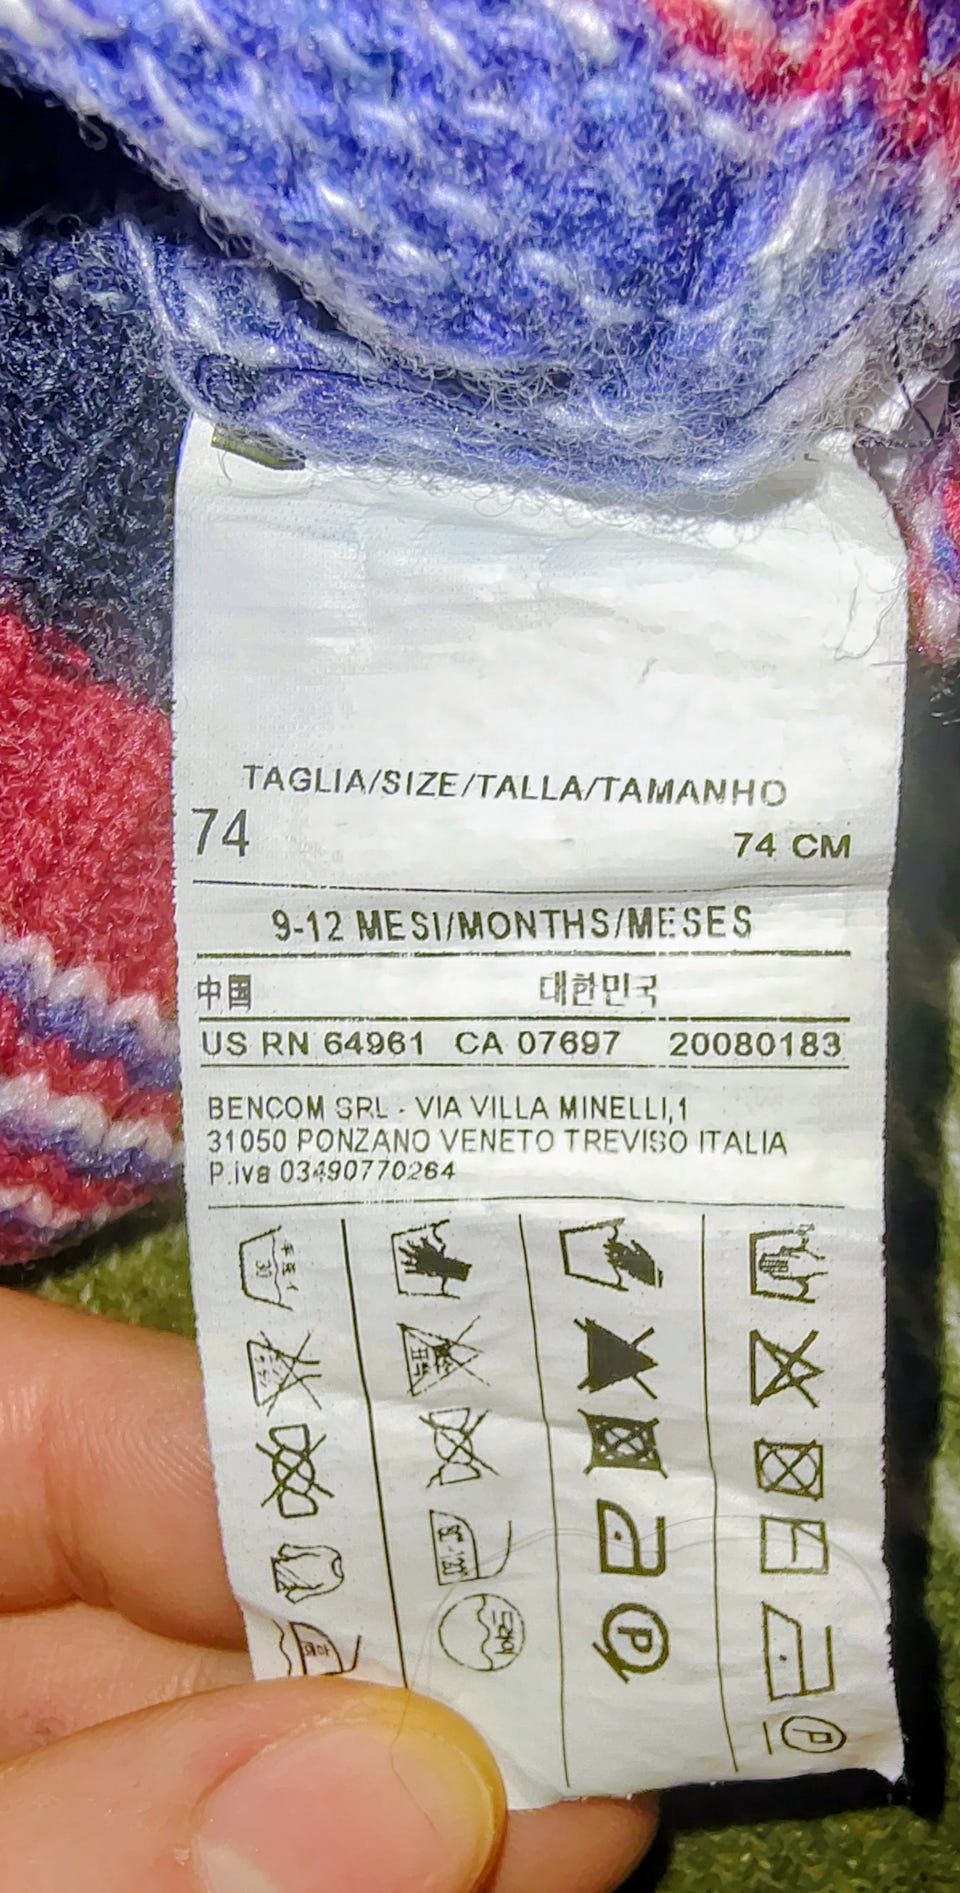 TAGLIA/SIZE/TALLA/TAMANHO
74 74 CM
9-12 MESI/MONTHS/MESES
中国 대한민국
US RN 64961 CA 07697 20080183
BENCOM SRL - VIA VILLA MINELLI,1
31050 PONZANO VENETO TREVISO ITALIA
P.iva 03490770264
30
P
P